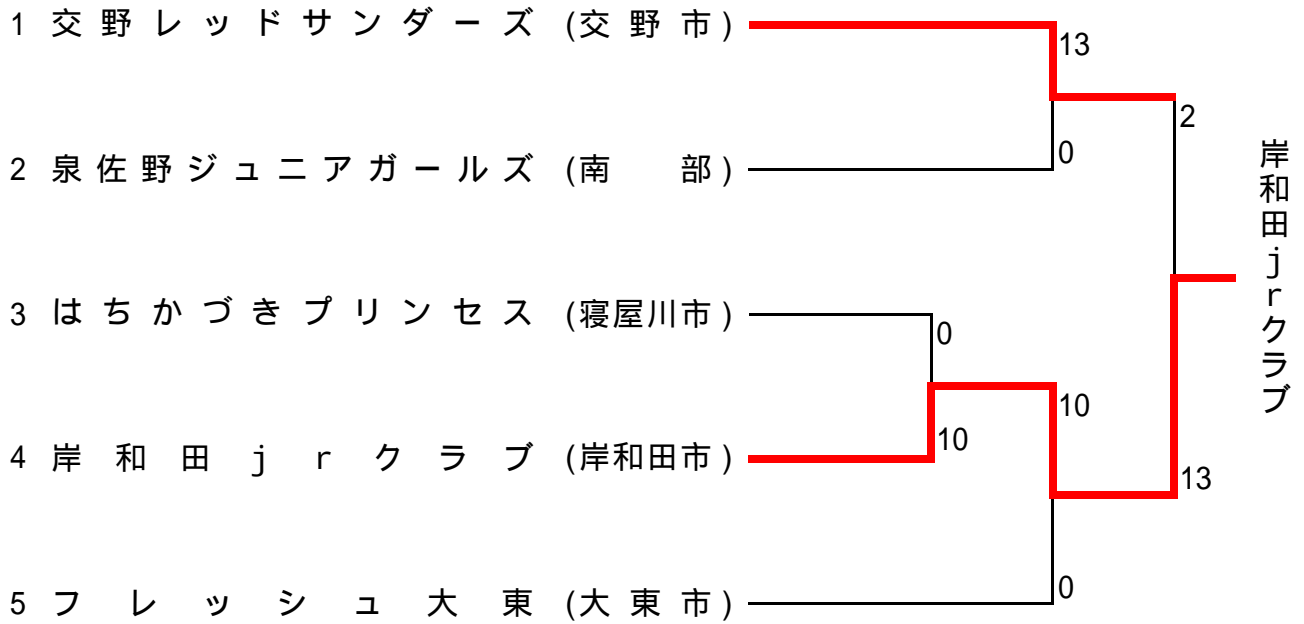 1 交野レッドサンダーズ (交野市)
13
2
0
2 泉佐野ジュニアガールズ (南部)
岸和田jrクラブ
3 はちかづきプリンセス (寝屋川市)
0
10
4 岸和田jrクラブ (岸和田市)
10
13
0
5 フレッシュ大東 (大東市)